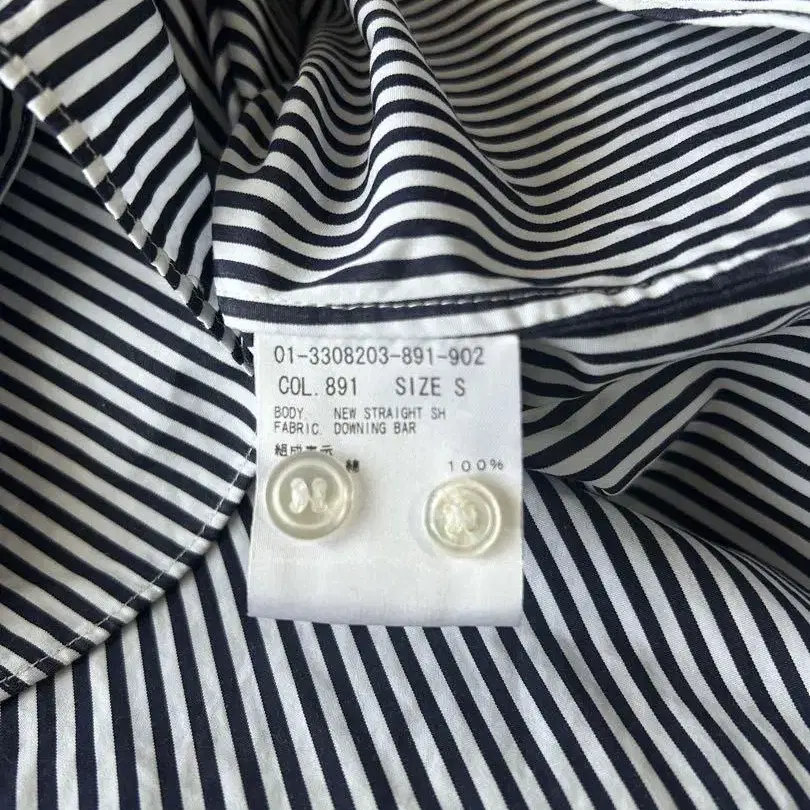 01-3308203-891-902
COL. 891 SIZE S
BODY. NEW STRAIGHT SH
FABRIC. DOWNING BAR
組成表示
綿 100%